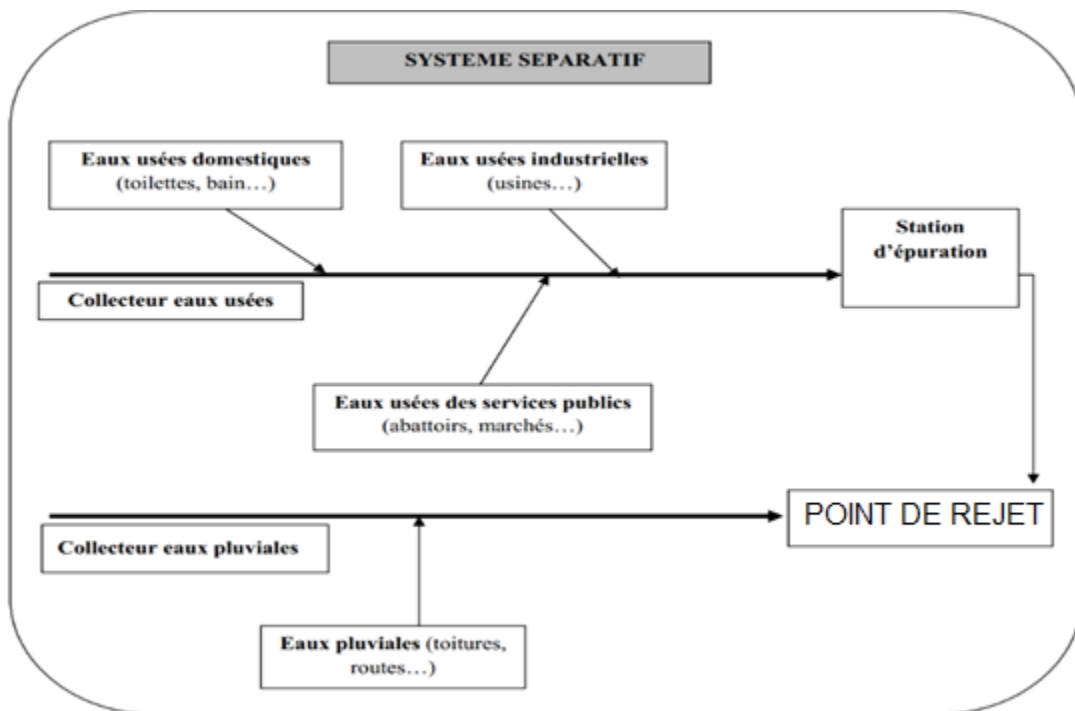 SYSTEME SEPARATIF
Eaux usées domestiques
(toilettes, bain…)
Eaux usées industrielles
(usines…)
Station
d’épuration
Collecteur eaux usées
Eaux usées des services publics
(abattoirs, marchés…)
POINT DE REJET
Collecteur eaux pluviales
Eaux pluviales (toitures,
routes…)